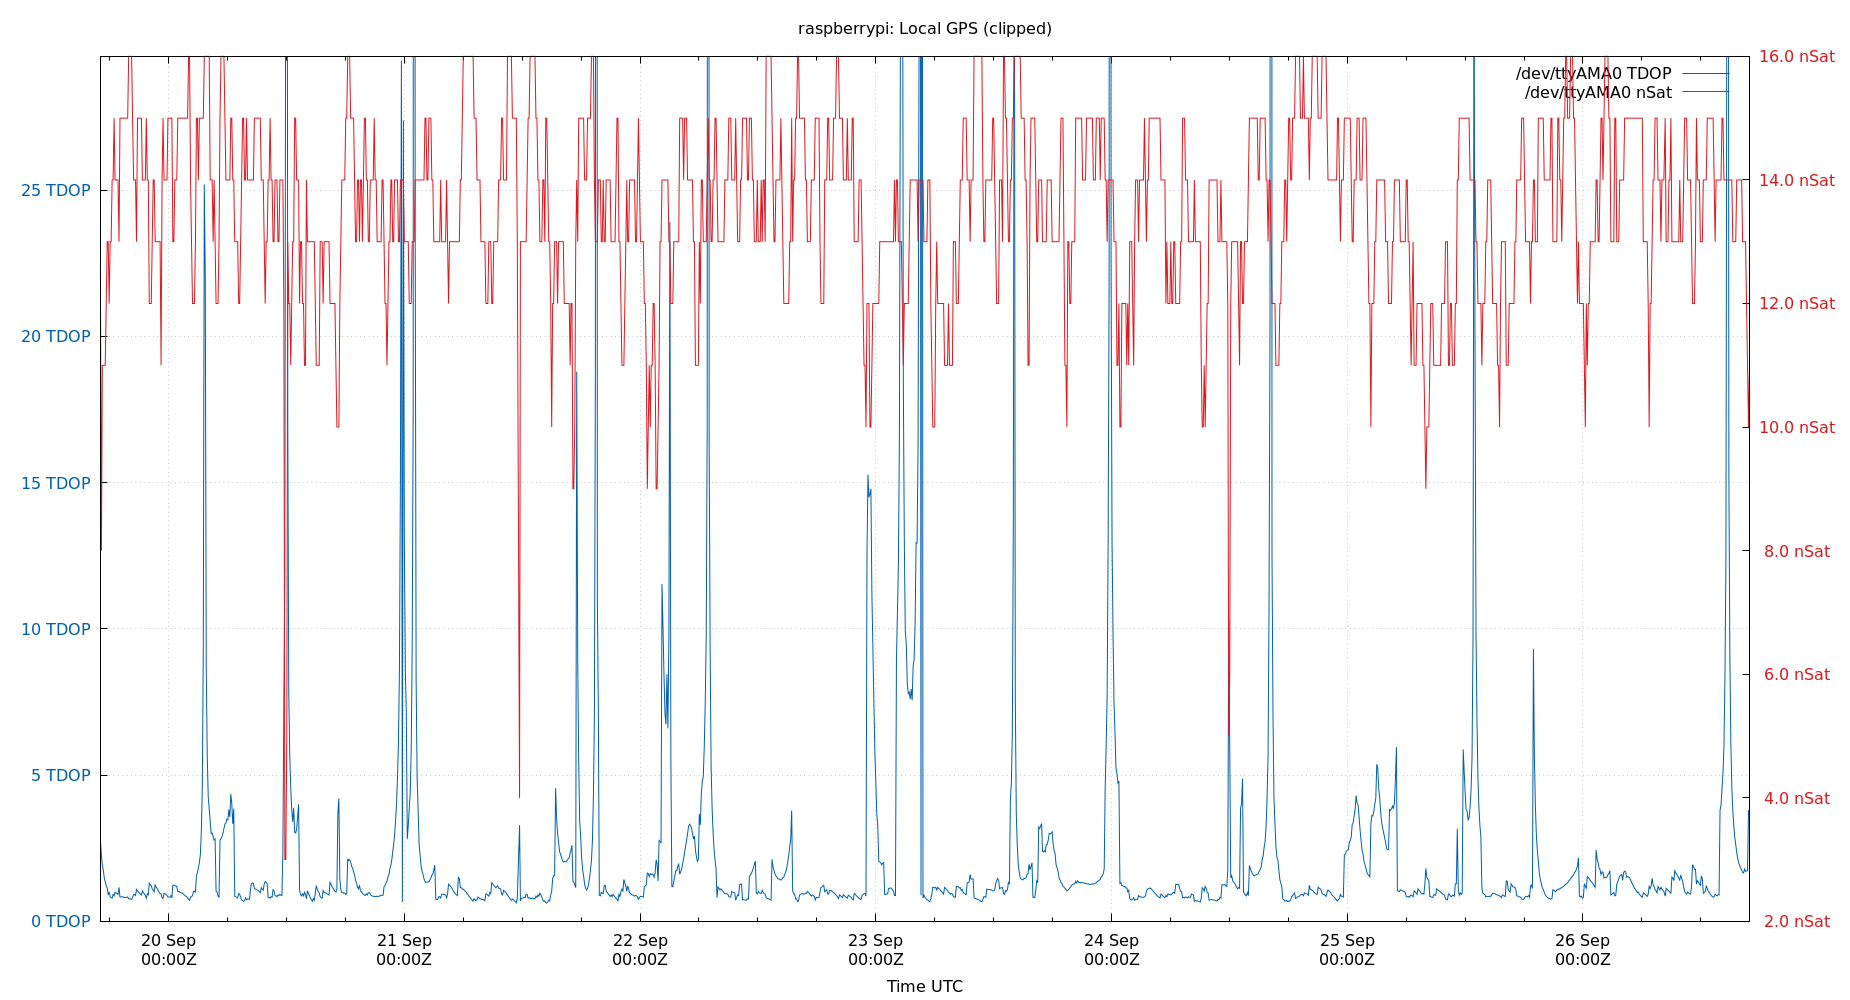 raspberrypi: Local GPS (clipped)
/dev/ttyAMA0 TDOP
/dev/ttyAMA0 nSat
25 TDOP
20 TDOP
15 TDOP
10 TDOP
5 TDOP
0 TDOP
16.0 nSat
14.0 nSat
12.0 nSat
10.0 nSat
8.0 nSat
6.0 nSat
4.0 nSat
2.0 nSat
20 Sep
00:00Z
21 Sep
00:00Z
22 Sep
00:00Z
23 Sep
00:00Z
24 Sep
00:00Z
25 Sep
00:00Z
26 Sep
00:00Z
Time UTC